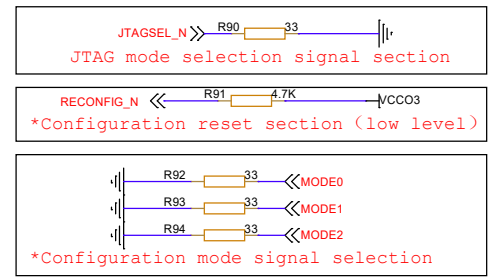 JTAGSEL_N R90 33
JTAG mode selection signal section
RECONFIG_N R91 4.7K VCCO3
*Configuration reset section（low level）
R92 33 MODE0
R93 33 MODE1
R94 33 MODE2
*Configuration mode signal selection